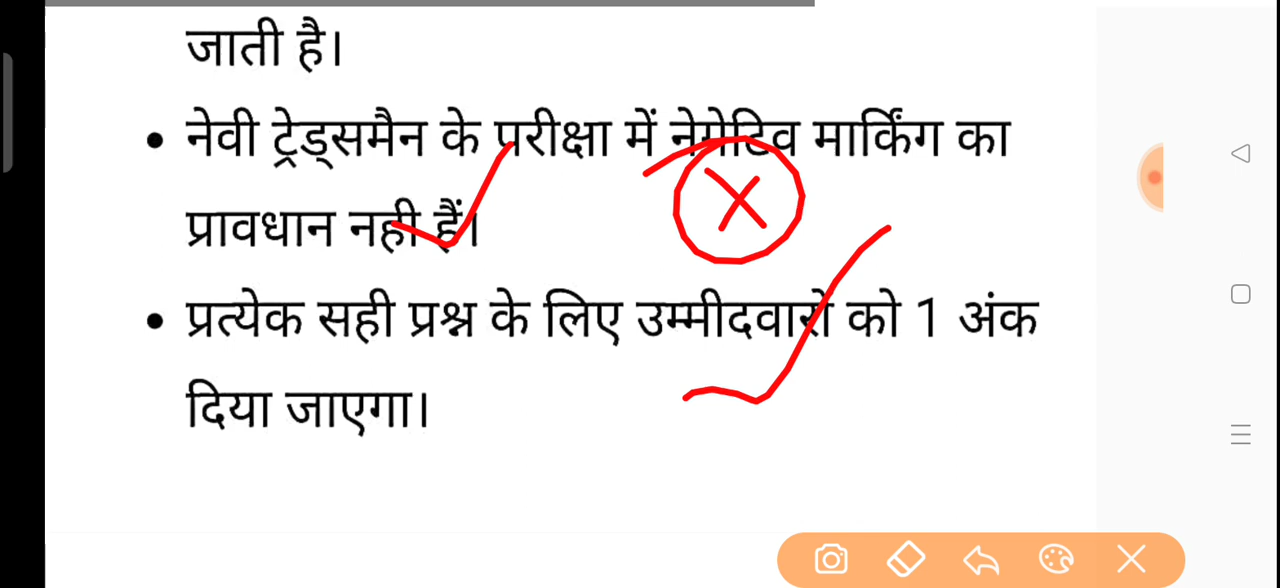 जाती है।
• नेवी ट्रेड्समैन के परीक्षा में नेगेटिव मार्किंग का
प्रावधान नही हैं।
• प्रत्येक सही प्रश्न के लिए उम्मीदवारो को 1 अंक
दिया जाएगा।